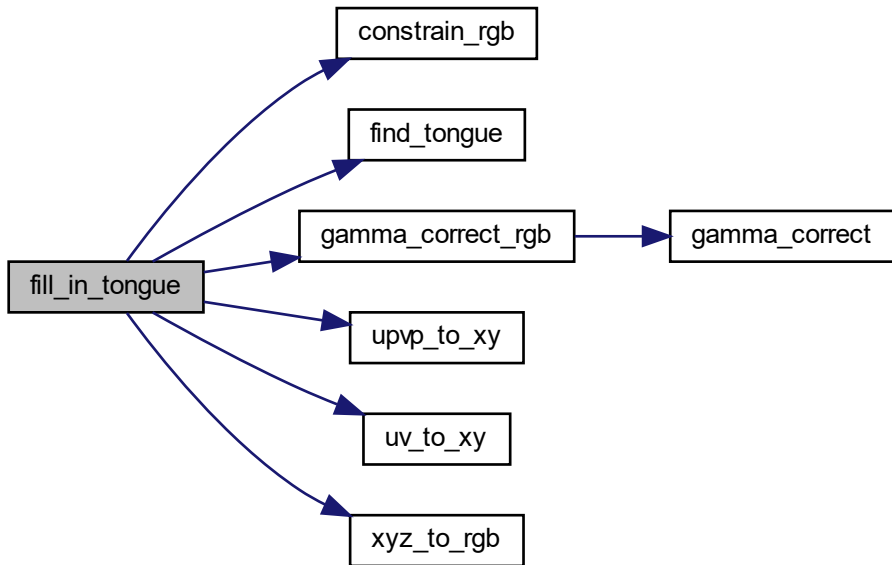 constrain_rgb
find_tongue
gamma_correct_rgb
gamma_correct
fill_in_tongue
upvp_to_xy
uv_to_xy
xyz_to_rgb